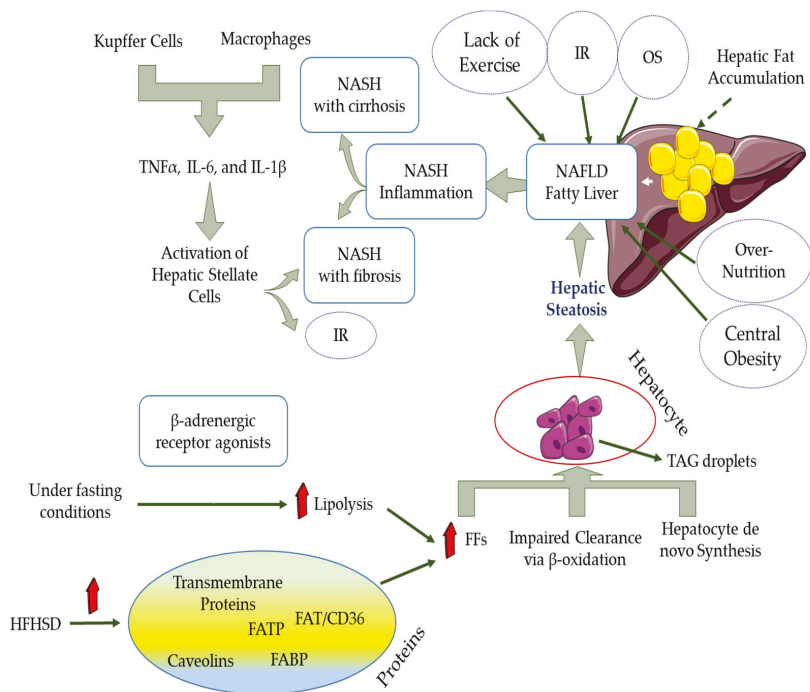 Kupffer Cells
Macrophages
TNFα, IL-6, and IL-1β
Activation of
Hepatic Stellate
Cells
NASH
with cirrhosis
NASH
Inflammation
NASH
with fibrosis
IR
Lack of
Exercise
IR
OS
Hepatic Fat
Accumulation
NAFLD
Fatty Liver
Over-
Nutrition
Central
Obesity
Hepatic
Steatosis
Hepatocyte
TAG droplets
β-adrenergic
receptor agonists
Under fasting
conditions
Lipolysis
FFs
Impaired Clearance
via β-oxidation
Hepatocyte de
novo Synthesis
HFHSD
Transmembrane
Proteins
FATP
FAT/CD36
Caveolins
FABP
Proteins